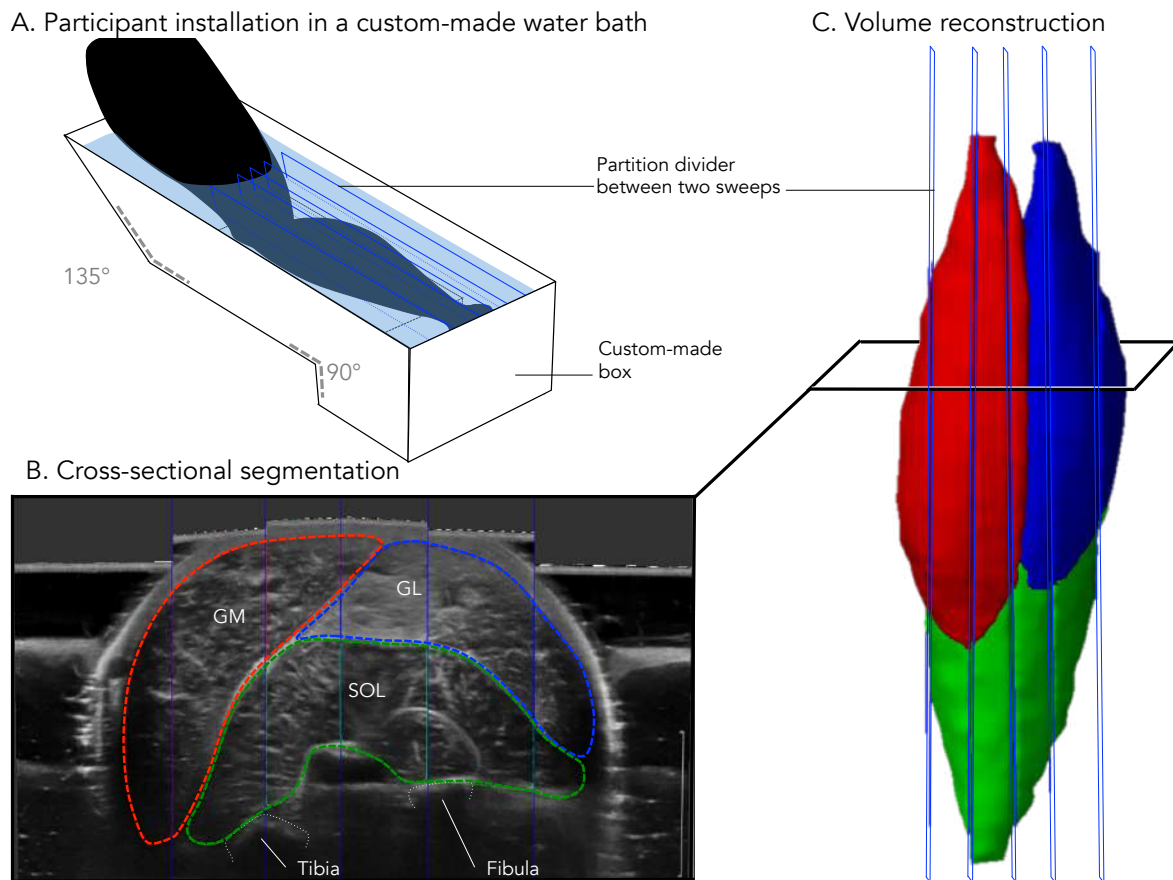 A. Participant installation in a custom-made water bath
C. Volume reconstruction
Partition divider
between two sweeps
135°
Custom-made
box
90°
B. Cross-sectional segmentation
GL
GM
SOL
Tibia
Fibula